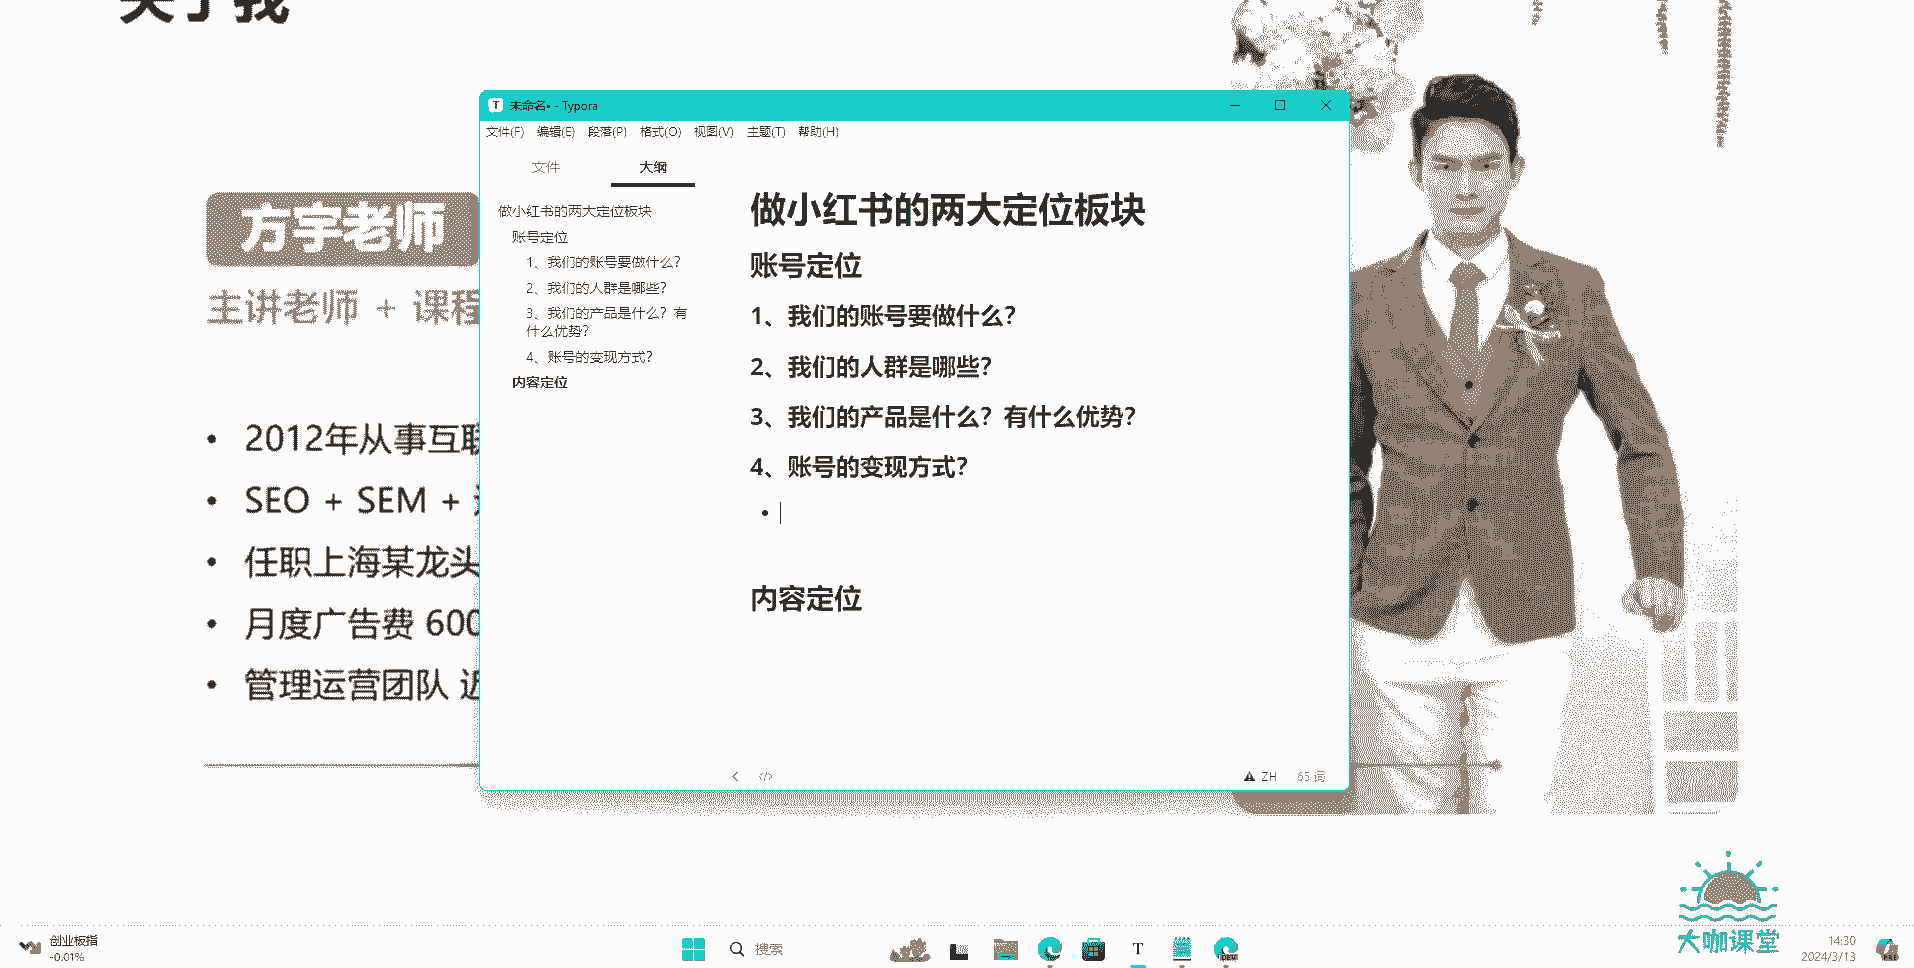 关于我
方宇老师
主讲老师 + 课程
2012年从事互联
SEO + SEM +
任职上海某龙头
月度广告费 600
管理运营团队 近
未命名• - Typora
文件(F) 编辑(E) 段落(P) 格式(O) 视图(V) 主题(T) 帮助(H)
文件 大纲
做小红书的两大定位板块
账号定位
1、我们的账号要做什么?
2、我们的人群是哪些?
3、我们的产品是什么？有
什么优势?
4、账号的变现方式?
内容定位
做小红书的两大定位板块
账号定位
1、我们的账号要做什么?
2、我们的人群是哪些?
3、我们的产品是什么？有什么优势?
4、账号的变现方式?
内容定位
ZH 65 词
大咖课堂
创业板指
-0.01%
搜索
T
DEV
14:30
2024/3/13
PRE